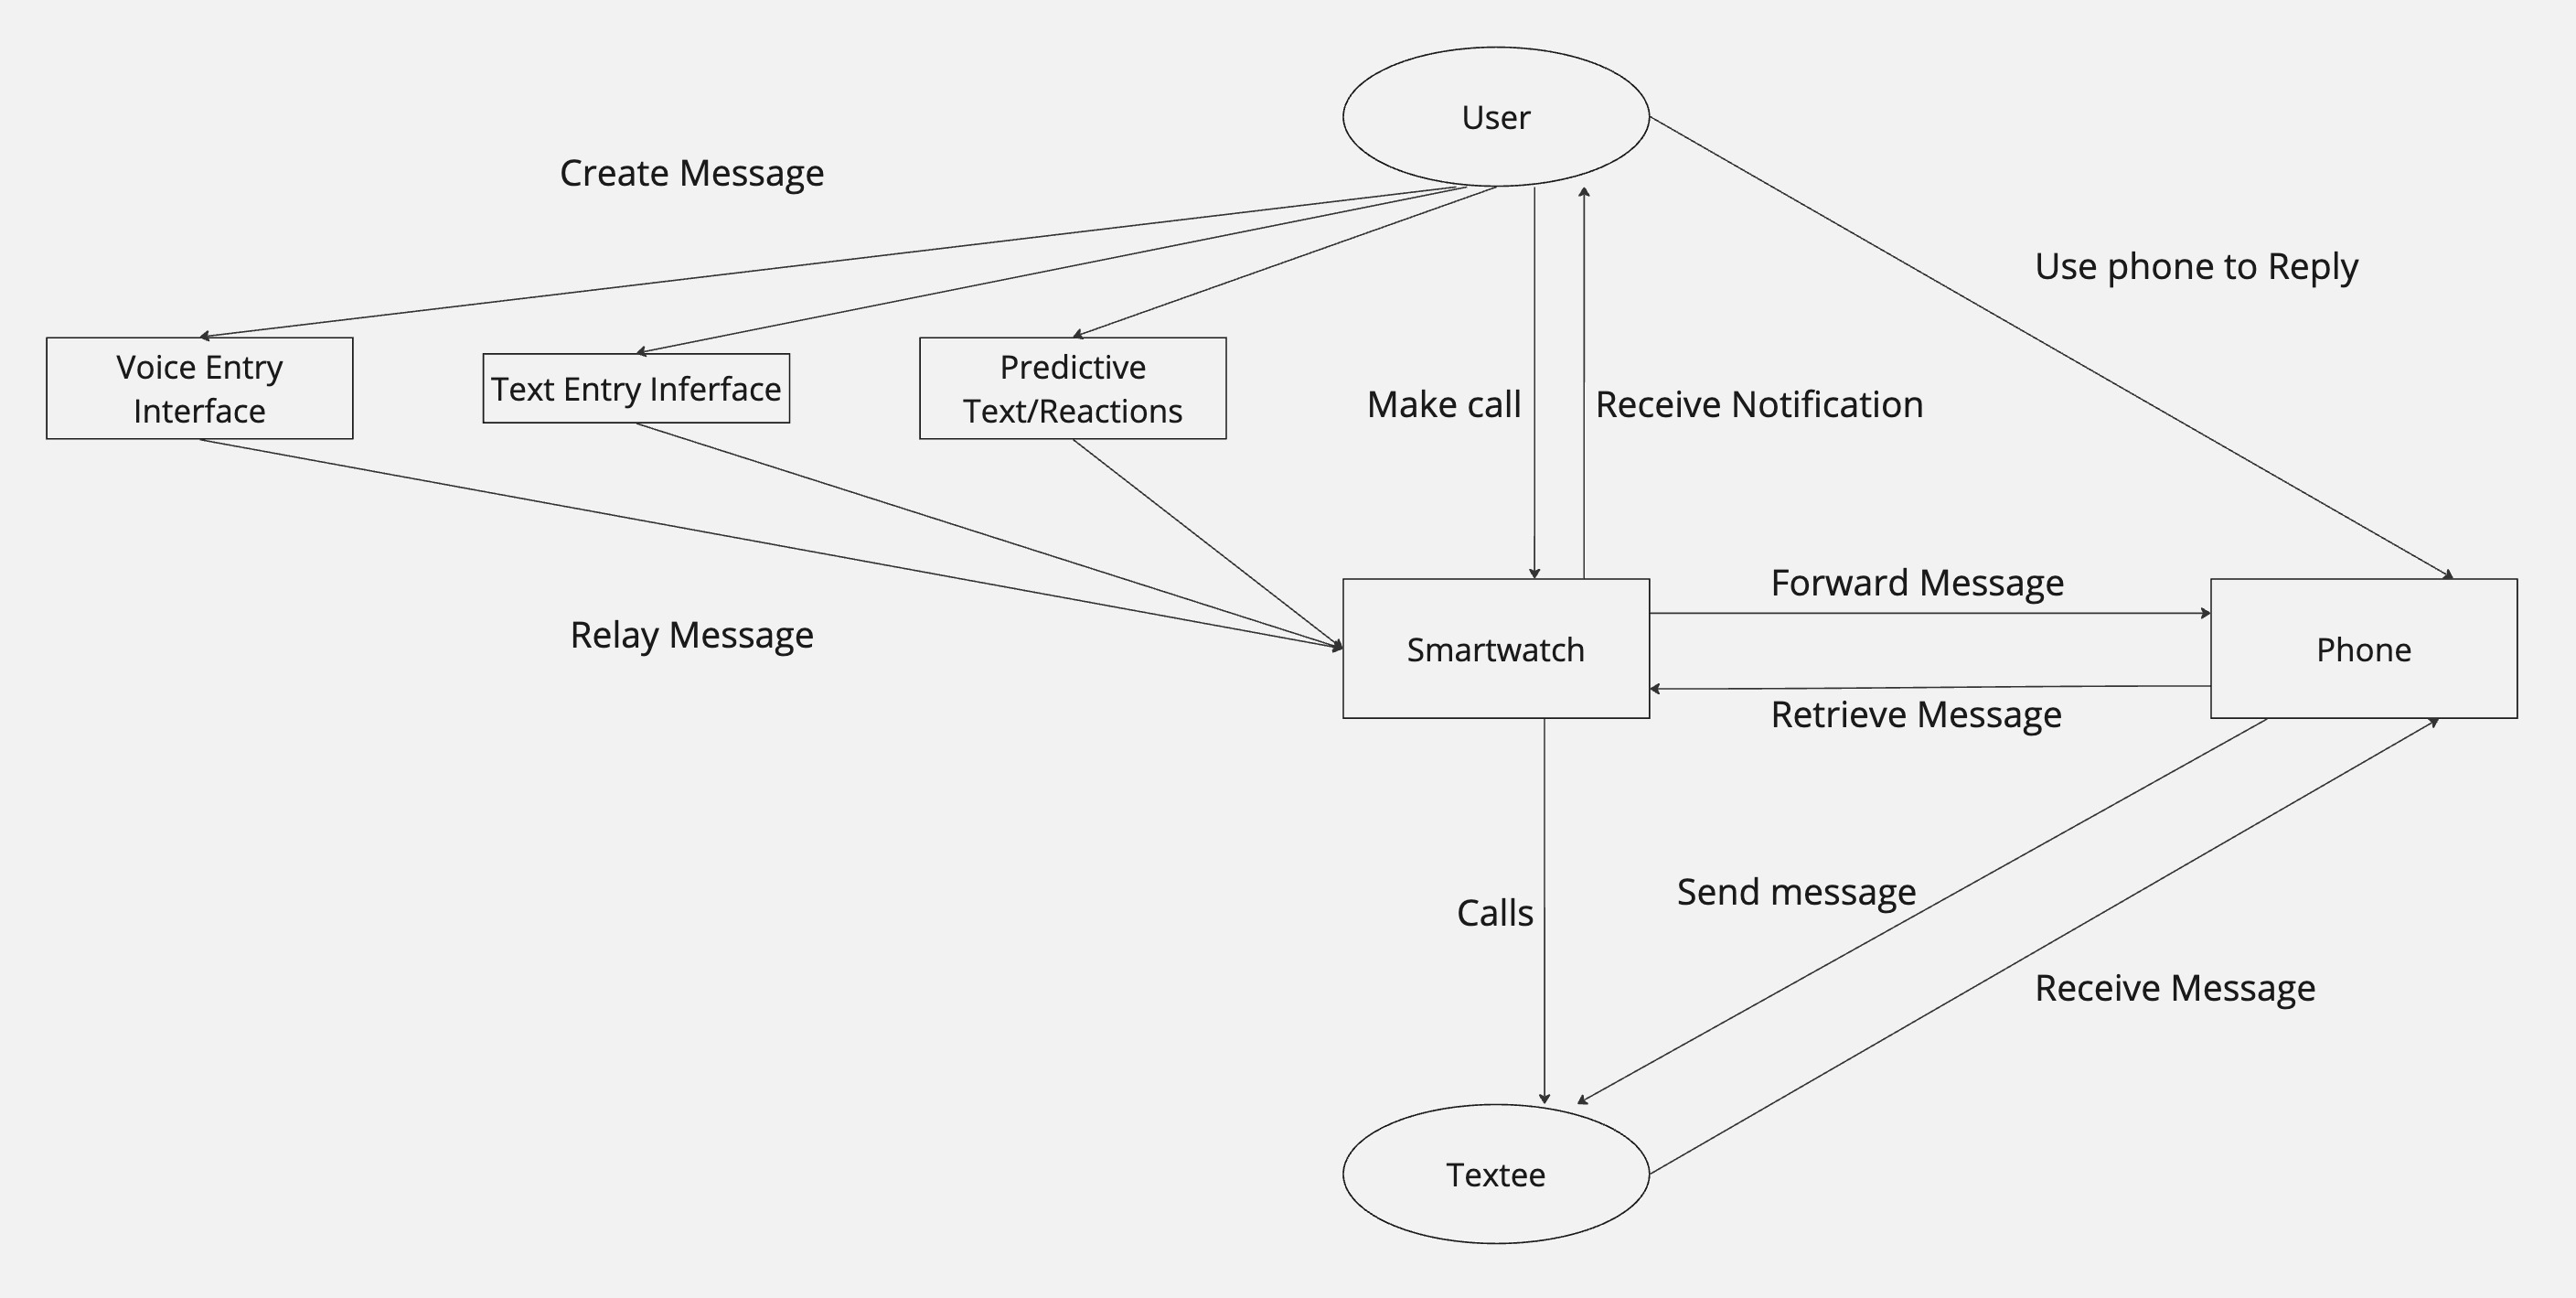 User
Create Message
Use phone to Reply
Voice Entry
Interface
Text Entry Inferface
Predictive
Text/Reactions
Make call
Receive Notification
Forward Message
Relay Message
Smartwatch
Phone
Retrieve Message
Send message
Calls
Receive Message
Textee